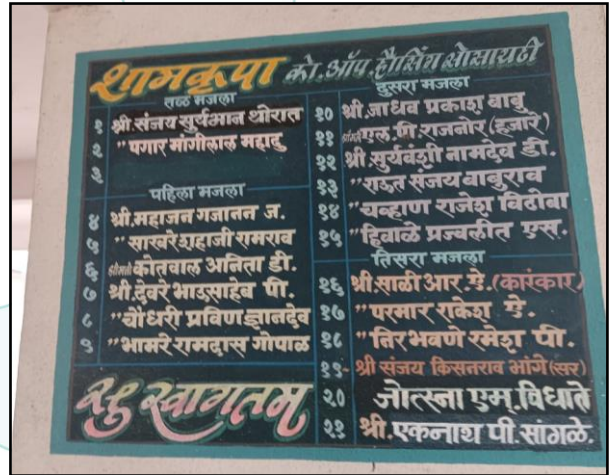 शामकृपा को.ऑप.हौसिंग सोसायटी
तळ मजला
१ श्री.संजय सुर्यभान थोरात
२ " पगार मांगीलाल महादु
३
पहिला मजला
४ श्री.महाजन गजानन ज.
५ " साखरे शहाजी रामराव
६ श्रीमती कोतवाल अनिता डी.
७ श्री.देवरे भाऊसाहेब पी.
८ " चौधरी प्रविण ज्ञानदेव
९ " भामरे रामदास गोपाळ
सुस्वागतम
दुसरा मजला
१० श्री.जाधव प्रकाश बाबु
११ श्रीमती एल.पी.राजनोर (हजारे)
१२ श्री.सुर्यवंशी नामदेव डी.
१३ " राऊत संजय बाबुराव
१४ " चव्हाण राजेश विठोबा
१५ " हिवाळे प्रज्वलीत एस.
तिसरा मजला
१६ श्री.साळी आर.ऐ.(कारंकार)
१७ " परमार राकेश ऐ.
१८ " निरभवणे रमेश पी.
१९ - श्री संजय किसनराव भांगे (सर)
२० जोत्स्ना एम्.विधाते
२१ श्री.एकनाथ पी.सांगळे.